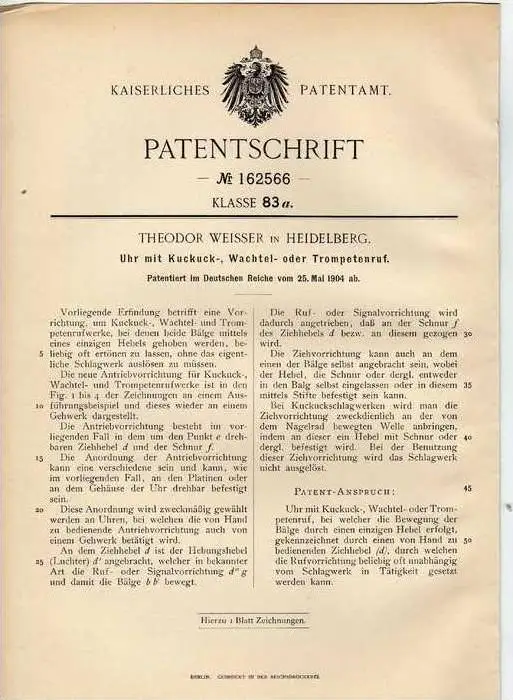 KAISERLICHES PATENTAMT.
PATENTSCHRIFT
— № 162566 —
KLASSE 83 a.
THEODOR WEISSER IN HEIDELBERG.
Uhr mit Kuckuck-, Wachtel- oder Trompetenruf.
Patentiert im Deutschen Reiche vom 25. Mai 1904 ab.
Vorliegende Erfindung betrifft eine Vor-
richtung, um Kuckuck-, Wachtel- und Trom-
petenrufwerke, bei denen beide Bälge mittels
eines einzigen Hebels gehoben werden, be-
5 liebig oft ertönen zu lassen, ohne das eigent-
liche Schlagwerk auslösen zu müssen.
Die neue Antriebvorrichtung für Kuckuck-,
Wachtel- und Trompetenrufwerke ist in den
Fig. 1 bis 4 der Zeichnungen an einem Aus-
10 führungsbeispiel und dieses wieder an einem
Gehwerk dargestellt.
Die Antriebvorrichtung besteht im vor-
liegenden Fall in dem um den Punkt e dreh-
baren Ziehhebel d und der Schnur f.
15 Die Anordnung der Antriebvorrichtung
kann eine verschiedene sein und kann, wie
im vorliegenden Fall, an den Platinen oder
an dem Gehäuse der Uhr drehbar befestigt
sein.
20 Diese Anordnung wird zweckmäßig gewählt
werden an Uhren, bei welchen die von Hand
zu bedienende Antriebvorrichtung auch von
einem Gehwerk betätigt wird.
An dem Ziehhebel d ist der Hebungshebel
25 (Luchter) d' angebracht, welcher in bekannter
Art die Ruf- oder Signalvorrichtung d" g
und damit die Bälge b b' bewegt.
Die Ruf- oder Signalvorrichtung wird
dadurch angetrieben, daß an der Schnur f
des Ziehhebels d bezw. an diesem gezogen 30
wird.
Die Ziehvorrichtung kann auch an dem
einen der Bälge selbst angebracht sein, wobei
der Hebel, die Schnur oder dergl. entweder
in den Balg selbst eingelassen oder in diesem 35
mittels Stifte befestigt sein kann.
Bei Kuckuckschlagwerken wird man die
Ziehvorrichtung zweckdienlich an der von
dem Nagelrad bewegten Welle anbringen,
indem an dieser ein Hebel mit Schnur oder 40
dergl. befestigt wird. Bei der Benutzung
dieser Ziehvorrichtung wird das Schlagwerk
nicht ausgelöst.
PATENT-ANSPRUCH: 45
Uhr mit Kuckuck-, Wachtel- oder Trom-
petenruf, bei welcher die Bewegung der
Bälge durch einen einzigen Hebel erfolgt,
gekennzeichnet durch einen von Hand zu
bedienenden Ziehhebel (d), durch welchen 50
die Rufvorrichtung beliebig oft unabhängig
vom Schlagwerk in Tätigkeit gesetzt
werden kann.
Hierzu 1 Blatt Zeichnungen.
BERLIN. GEDRUCKT IN DER REICHSDRUCKEREI.